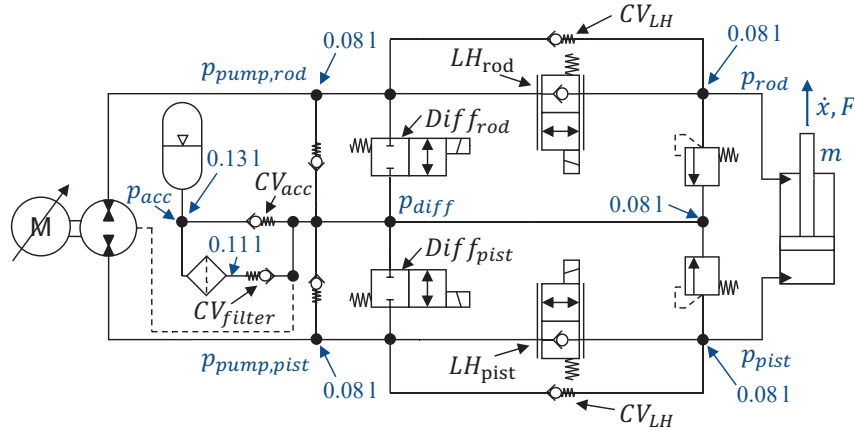 CV_LH
0.08 l
0.08 l
p_pump,rod
LH_rod
p_rod
ẋ, F
Diff_rod
m
0.13 l
CV_acc
p_acc
p_diff
0.08 l
M
0.11 l
Diff_pist
CV_filter
p_pump,pist
LH_pist
p_pist
0.08 l
0.08 l
CV_LH